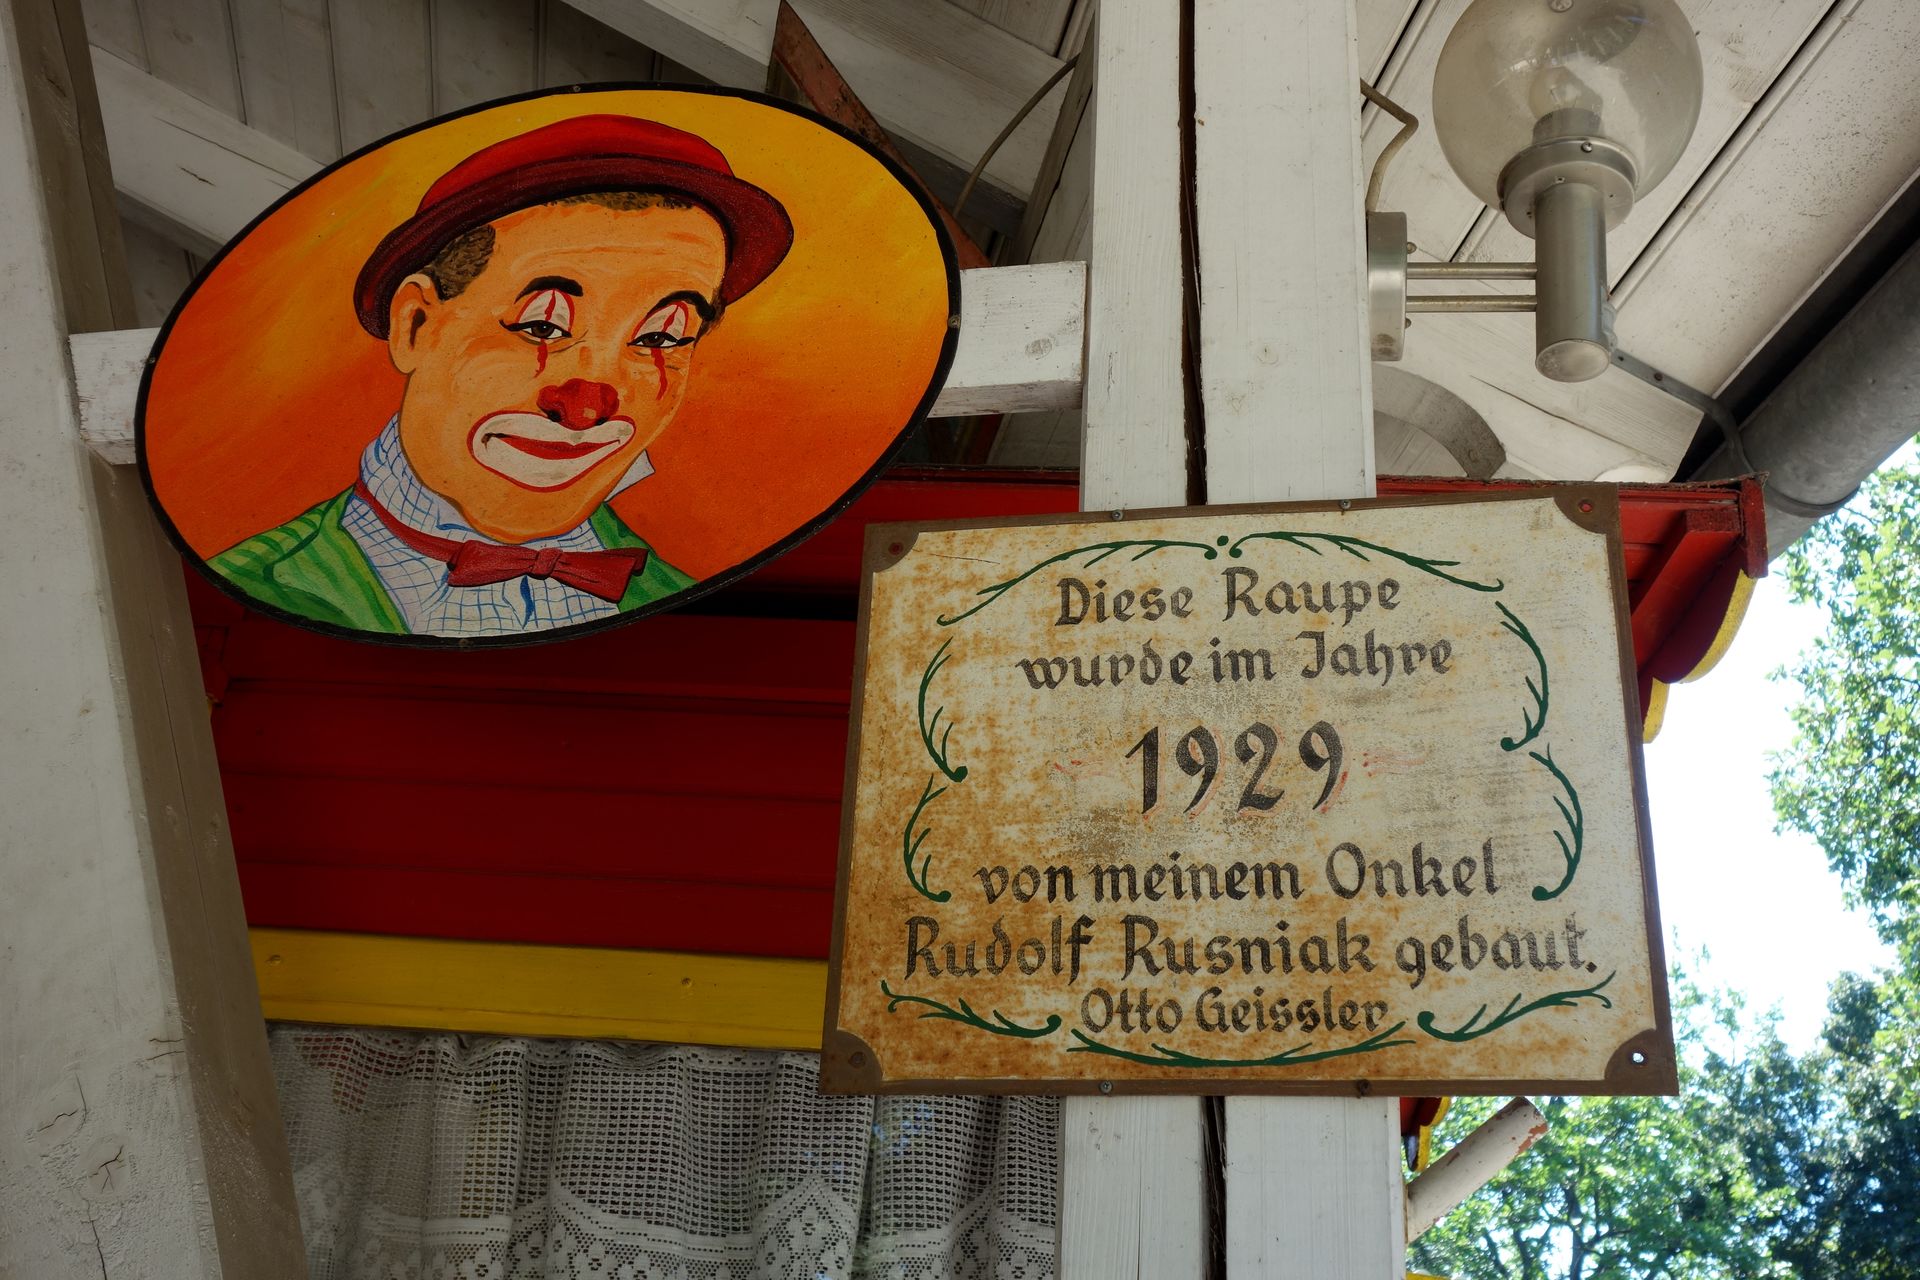 Diese Raupe
wurde im Jahre
1929
von meinem Onkel
Rudolf Rusniak gebaut.
Otto Geissler